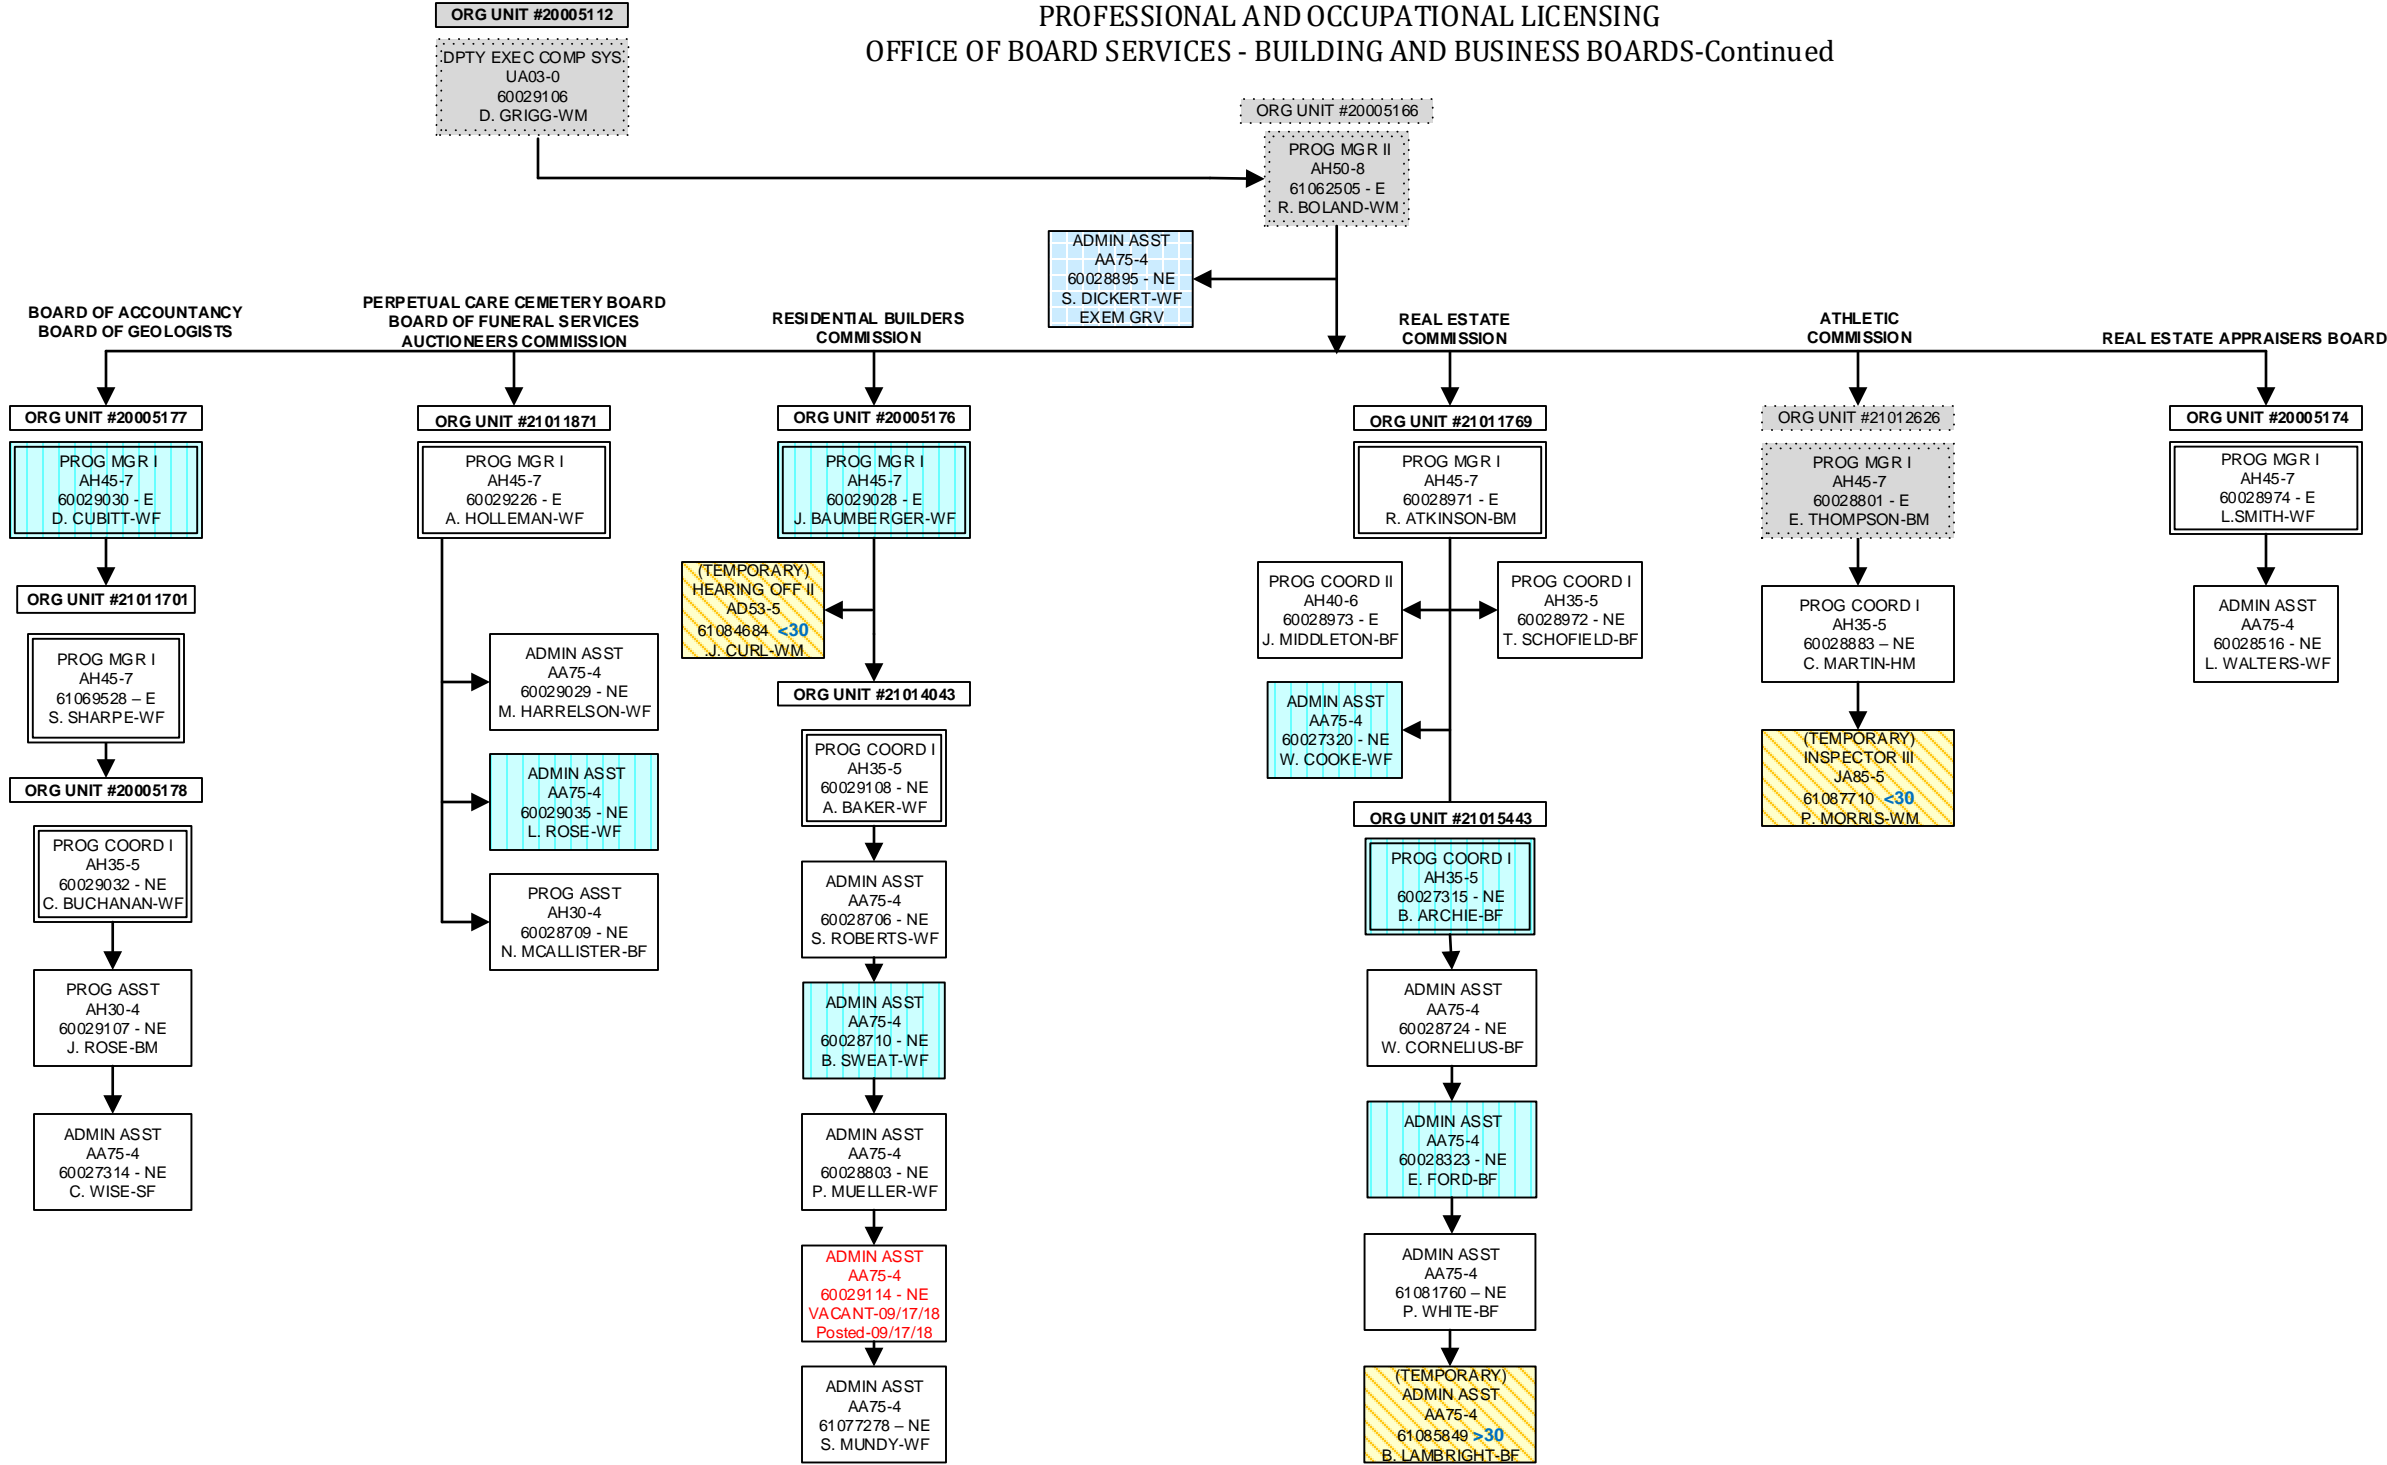 ORG UNIT #20005112
PROFESSIONAL AND OCCUPATIONAL LICENSING
OFFICE OF BOARD SERVICES - BUILDING AND BUSINESS BOARDS-Continued
DPTY EXEC COMP SYS
UA03-0
60029106
D. GRIGG-WM
ORG UNIT #20005166
PROG MGR II
AH50-8
61062505 - E
R. BOLAND-WM
ADMIN ASST
AA75-4
60028895 - NE
S. DICKERT-WF
EXEM GRV
BOARD OF ACCOUNTANCY
BOARD OF GEOLOGISTS
ORG UNIT #20005177
PROG MGR I
AH45-7
60029030 - E
D. CUBITT-WF
ORG UNIT #21011701
PROG MGR I
AH45-7
61069528 – E
S. SHARPE-WF
ORG UNIT #20005178
PROG COORD I
AH35-5
60029032 - NE
C. BUCHANAN-WF
PROG ASST
AH30-4
60029107 - NE
J. ROSE-BM
ADMIN ASST
AA75-4
60027314 - NE
C. WISE-SF
PERPETUAL CARE CEMETERY BOARD
BOARD OF FUNERAL SERVICES
AUCTIONEERS COMMISSION
ORG UNIT #21011871
PROG MGR I
AH45-7
60029226 - E
A. HOLLEMAN-WF
ADMIN ASST
AA75-4
60029029 - NE
M. HARRELSON-WF
ADMIN ASST
AA75-4
60029035 - NE
L. ROSE-WF
PROG ASST
AH30-4
60028709 - NE
N. MCALLISTER-BF
RESIDENTIAL BUILDERS
COMMISSION
ORG UNIT #20005176
PROG MGR I
AH45-7
60029028 - E
J. BAUMBERGER-WF
(TEMPORARY)
HEARING OFF II
AD53-5
61084684 <30
.J. CURL-WM
ORG UNIT #21014043
PROG COORD I
AH35-5
60029108 - NE
A. BAKER-WF
ADMIN ASST
AA75-4
60028706 - NE
S. ROBERTS-WF
ADMIN ASST
AA75-4
60028710 - NE
B. SWEAT-WF
ADMIN ASST
AA75-4
60028803 - NE
P. MUELLER-WF
ADMIN ASST
AA75-4
60029114 - NE
VACANT-09/17/18
Posted-09/17/18
ADMIN ASST
AA75-4
61077278 – NE
S. MUNDY-WF
REAL ESTATE
COMMISSION
ORG UNIT #21011769
PROG MGR I
AH45-7
60028971 - E
R. ATKINSON-BM
PROG COORD II
AH40-6
60028973 - E
J. MIDDLETON-BF
PROG COORD I
AH35-5
60028972 - NE
T. SCHOFIELD-BF
ADMIN ASST
AA75-4
60027320 - NE
W. COOKE-WF
ORG UNIT #21015443
PROG COORD I
AH35-5
60027315 - NE
B. ARCHIE-BF
ADMIN ASST
AA75-4
60028724 - NE
W. CORNELIUS-BF
ADMIN ASST
AA75-4
60028323 - NE
E. FORD-BF
ADMIN ASST
AA75-4
61081760 – NE
P. WHITE-BF
(TEMPORARY)
ADMIN ASST
AA75-4
61085849 >30
B. LAMBRIGHT-BF
ATHLETIC
COMMISSION
ORG UNIT #21012626
PROG MGR I
AH45-7
60028801 - E
E. THOMPSON-BM
PROG COORD I
AH35-5
60028883 – NE
C. MARTIN-HM
(TEMPORARY)
INSPECTOR III
JA85-5
61087710 <30
P. MORRIS-WM
REAL ESTATE APPRAISERS BOARD
ORG UNIT #20005174
PROG MGR I
AH45-7
60028974 - E
L.SMITH-WF
ADMIN ASST
AA75-4
60028516 - NE
L. WALTERS-WF